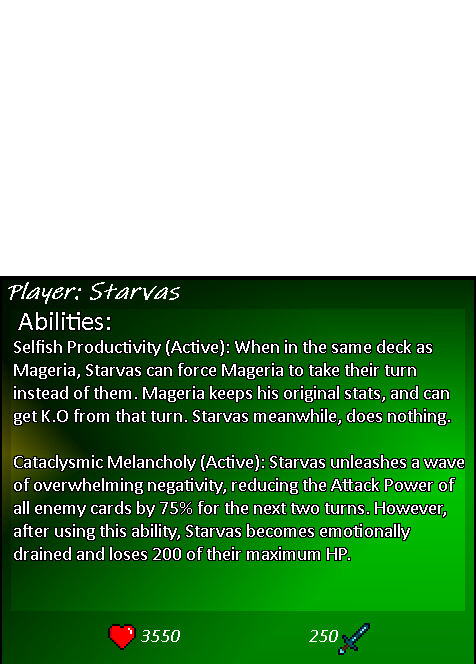 Player: Starvas
Abilities:
Selfish Productivity (Active): When in the same deck as
Mageria, Starvas can force Mageria to take their turn
instead of them. Mageria keeps his original stats, and can
get K.O from that turn. Starvas meanwhile, does nothing.
Cataclysmic Melancholy (Active): Starvas unleashes a wave
of overwhelming negativity, reducing the Attack Power of
all enemy cards by 75% for the next two turns. However,
after using this ability, Starvas becomes emotionally
drained and loses 200 of their maximum HP.
3550 250